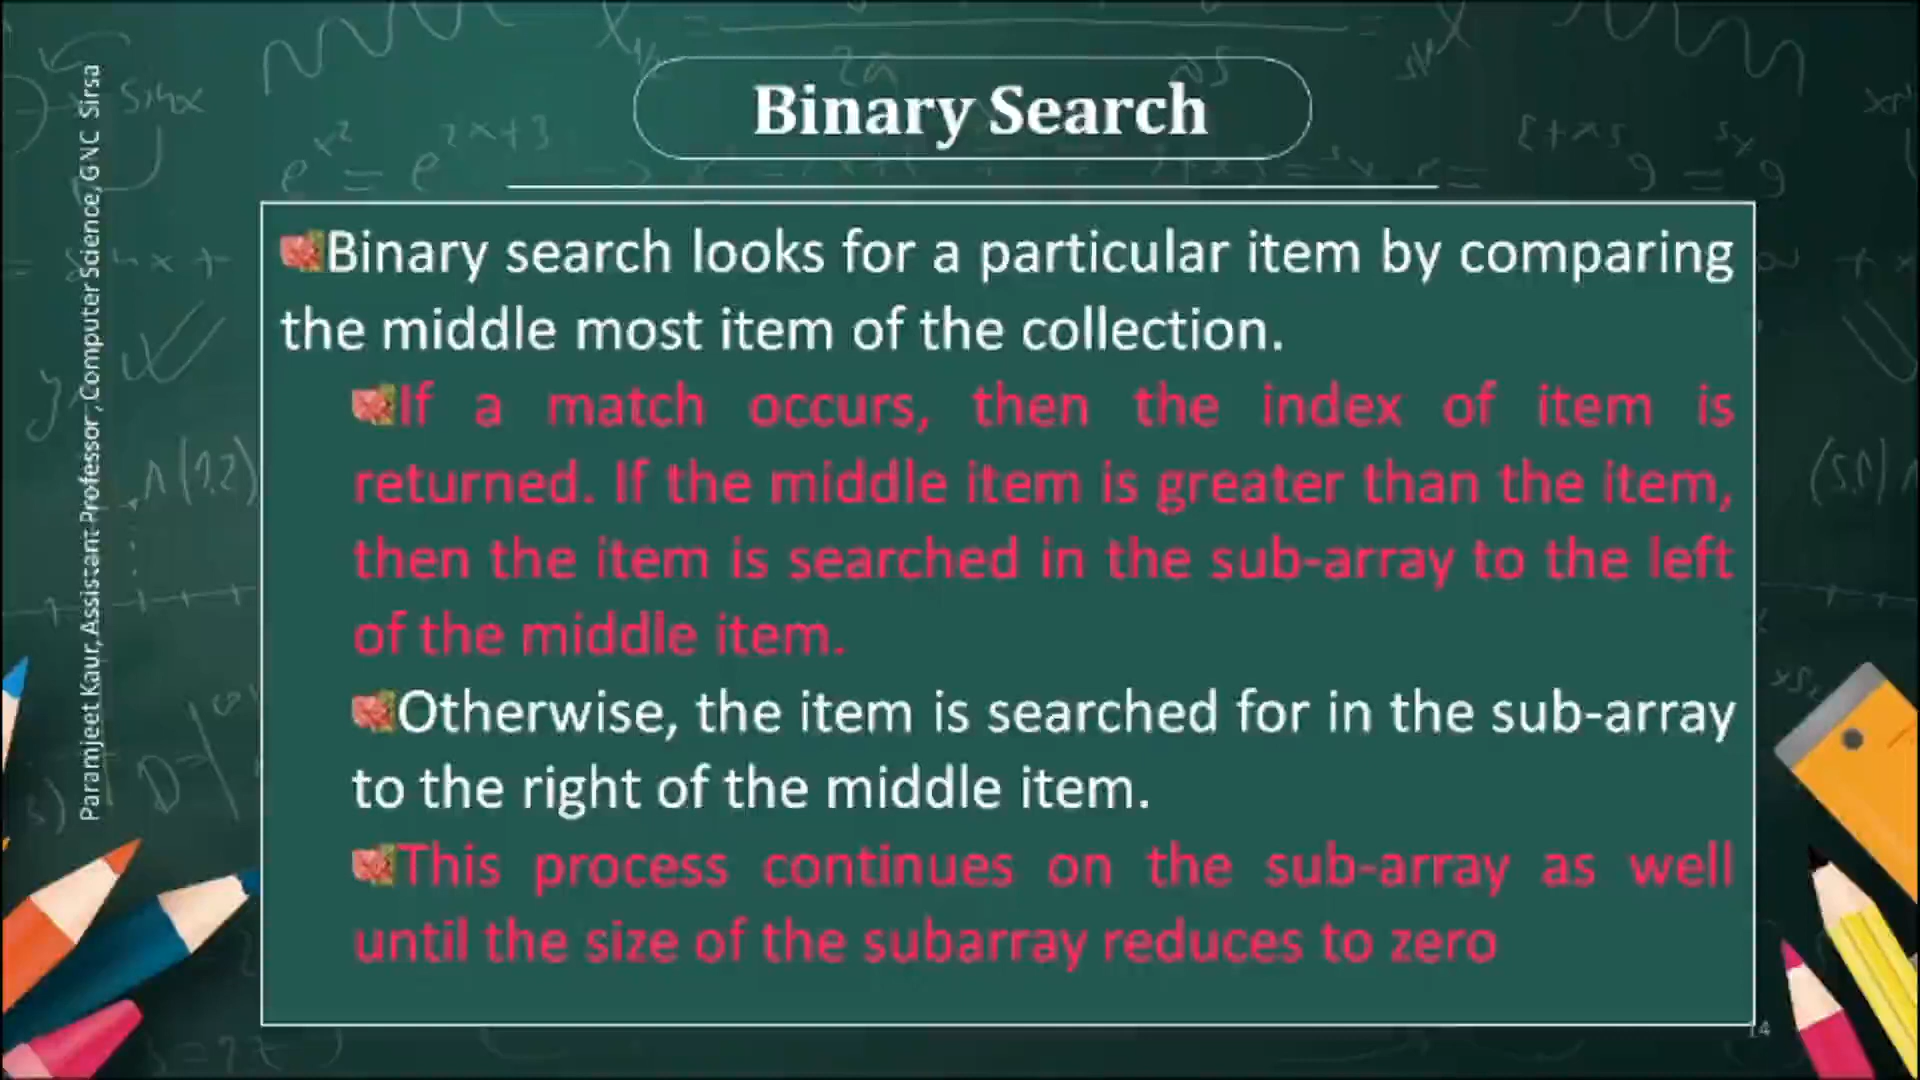 Binary Search
Binary search looks for a particular item by comparing
the middle most item of the collection.
If a match occurs, then the index of item is
returned. If the middle item is greater than the item,
then the item is searched in the sub-array to the left
of the middle item.
Otherwise, the item is searched for in the sub-array
to the right of the middle item.
This process continues on the sub-array as well
until the size of the subarray reduces to zero
Paramjeet Kaur,Assistant Professor,Computer Science,GNC Sirsa
14